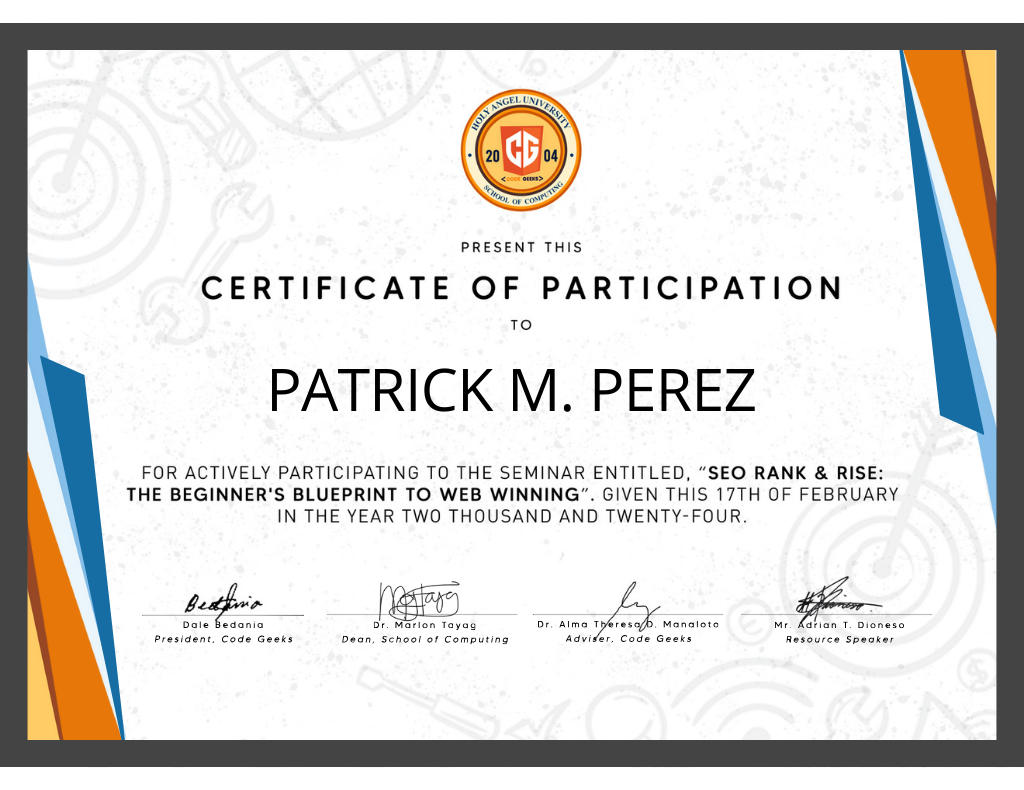 HOLY ANGEL UNIVERSITY
20 CG 04
<CODE GEEKS>
SCHOOL OF COMPUTING
PRESENT THIS
CERTIFICATE OF PARTICIPATION
TO
PATRICK M. PEREZ
FOR ACTIVELY PARTICIPATING TO THE SEMINAR ENTITLED, “SEO RANK & RISE:
THE BEGINNER'S BLUEPRINT TO WEB WINNING”. GIVEN THIS 17TH OF FEBRUARY
IN THE YEAR TWO THOUSAND AND TWENTY-FOUR.
Dale Bedania
President, Code Geeks
Dr. Marlon Tayag
Dean, School of Computing
Dr. Alma Theresa D. Manaloto
Adviser, Code Geeks
Mr. Adrian T. Dioneso
Resource Speaker